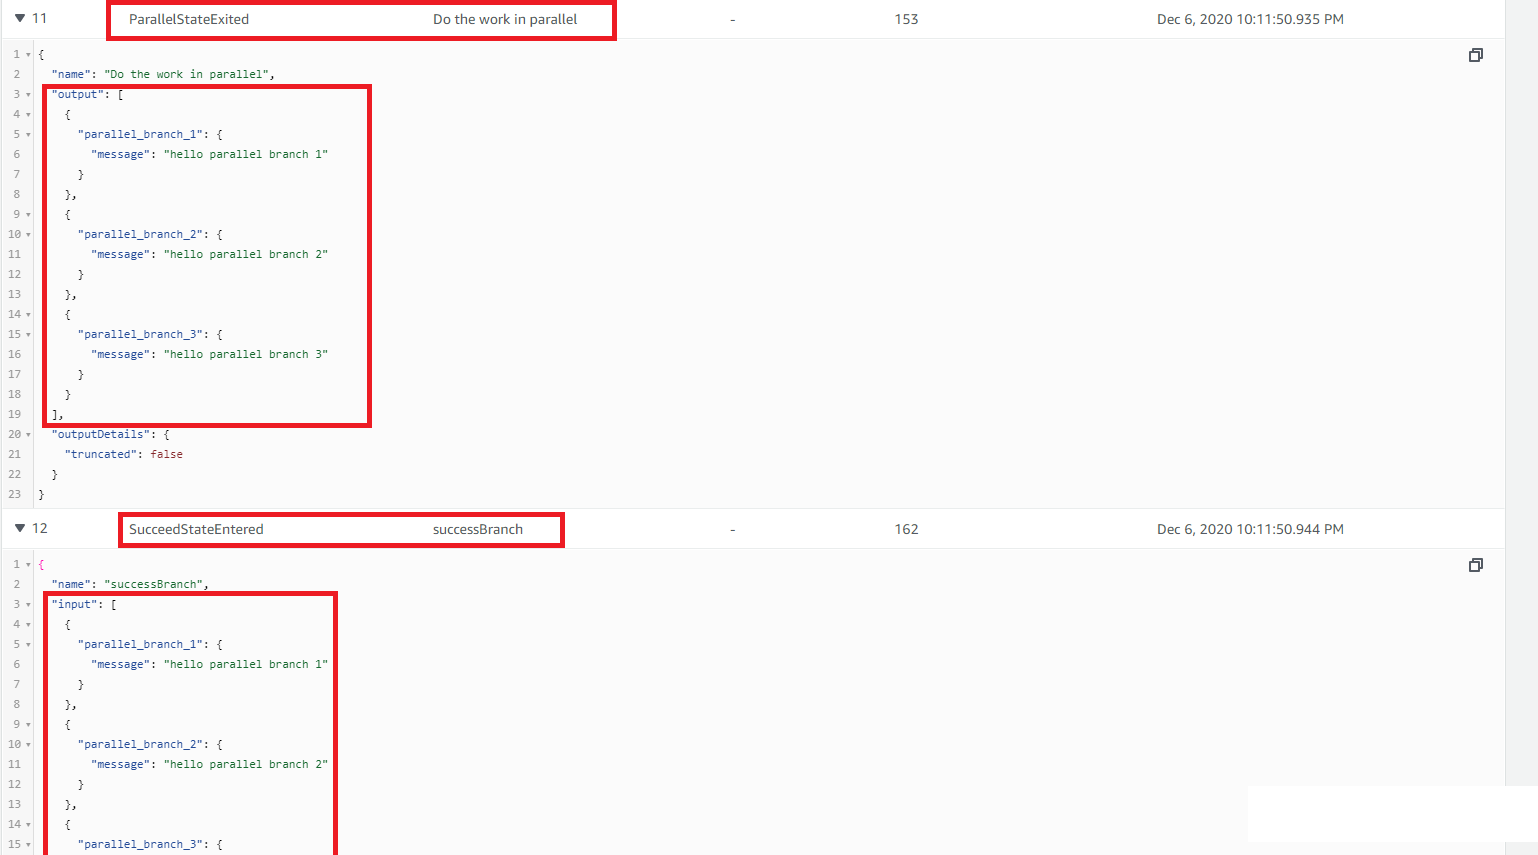 11 ParallelStateExited Do the work in parallel - 153 Dec 6, 2020 10:11:50.935 PM
1 {
2 "name": "Do the work in parallel",
3 "output": [
4 {
5 "parallel_branch_1": {
6 "message": "hello parallel branch 1"
7 }
8 },
9 {
10 "parallel_branch_2": {
11 "message": "hello parallel branch 2"
12 }
13 },
14 {
15 "parallel_branch_3": {
16 "message": "hello parallel branch 3"
17 }
18 }
19 ],
20 "outputDetails": {
21 "truncated": false
22 }
23 }
12 SucceedStateEntered successBranch - 162 Dec 6, 2020 10:11:50.944 PM
1 {
2 "name": "successBranch",
3 "input": [
4 {
5 "parallel_branch_1": {
6 "message": "hello parallel branch 1"
7 }
8 },
9 {
10 "parallel_branch_2": {
11 "message": "hello parallel branch 2"
12 }
13 },
14 {
15 "parallel_branch_3": {